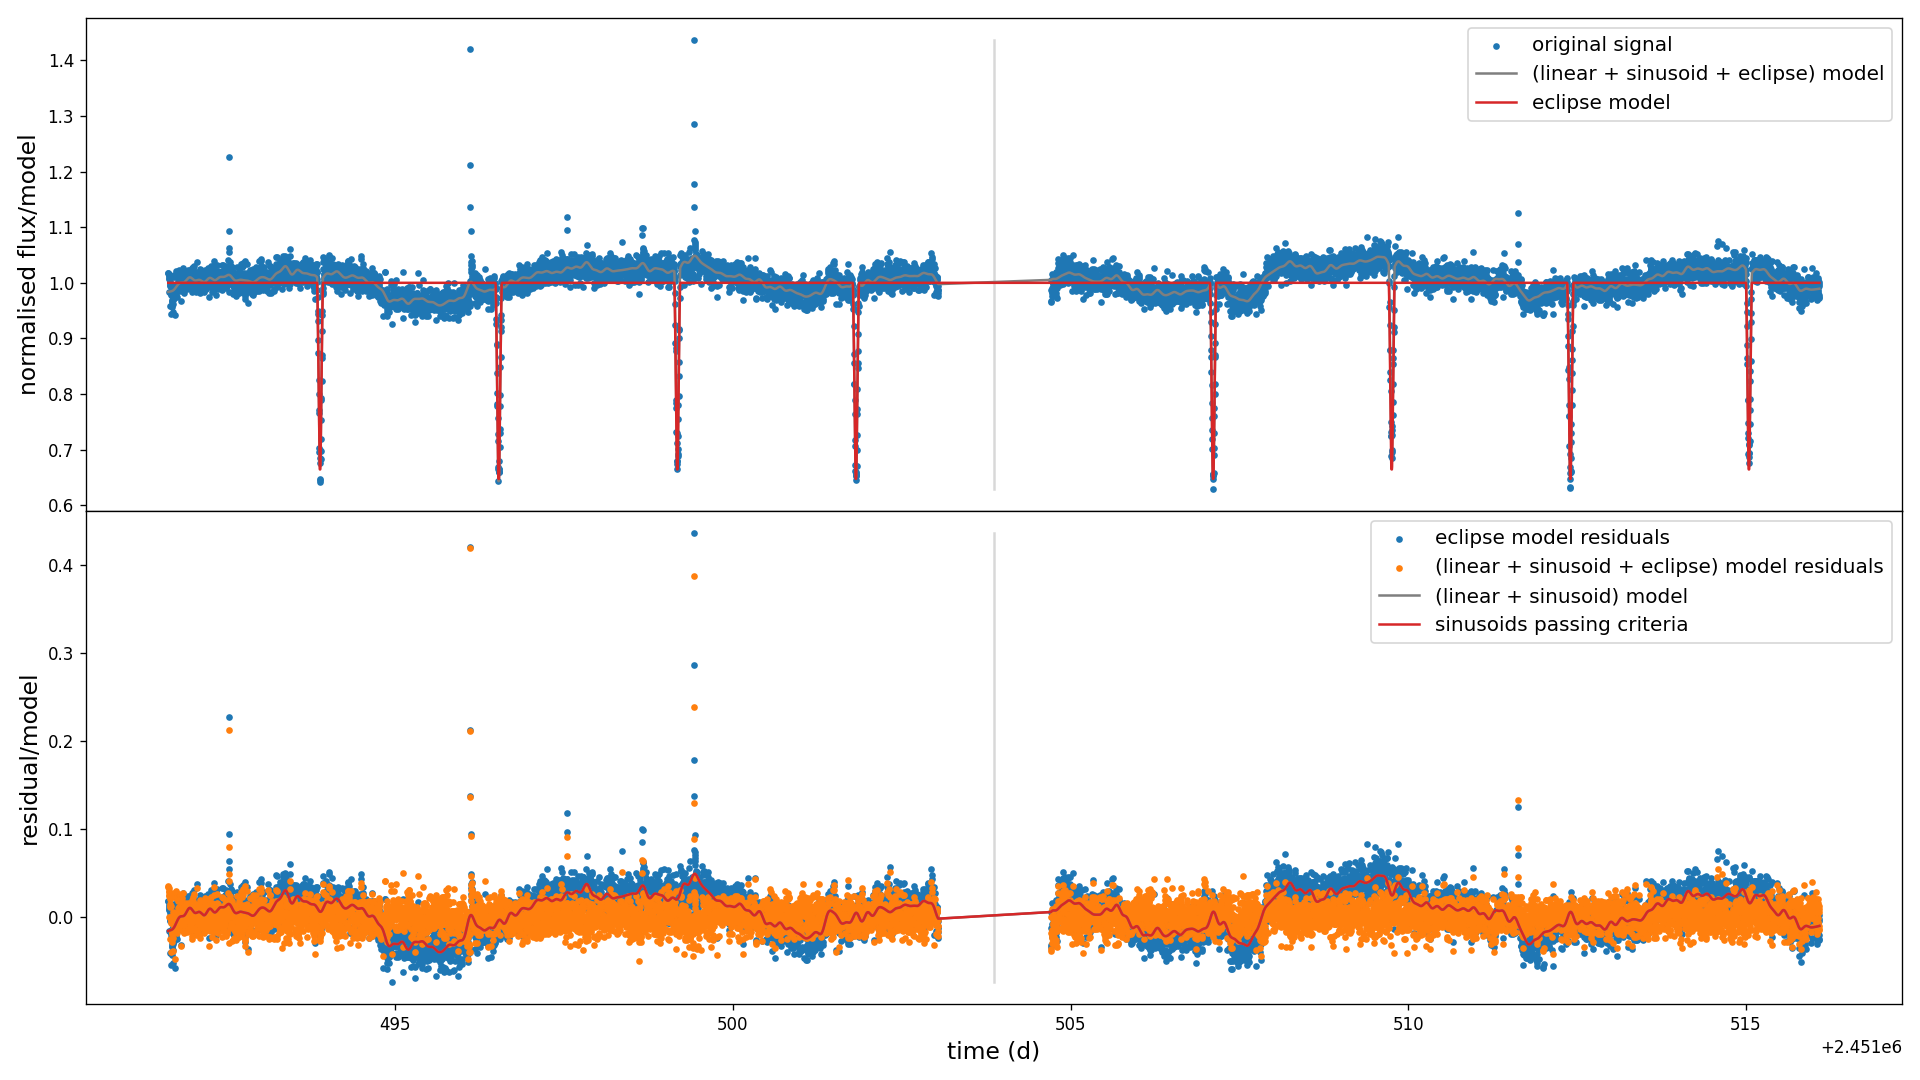 normalised flux/model
1.4
1.3
1.2
1.1
1.0
0.9
0.8
0.7
0.6
original signal
(linear + sinusoid + eclipse) model
eclipse model
residual/model
0.4
0.3
0.2
0.1
0.0
eclipse model residuals
(linear + sinusoid + eclipse) model residuals
(linear + sinusoid) model
sinusoids passing criteria
495
500
505
510
515
time (d)
+2.451e6